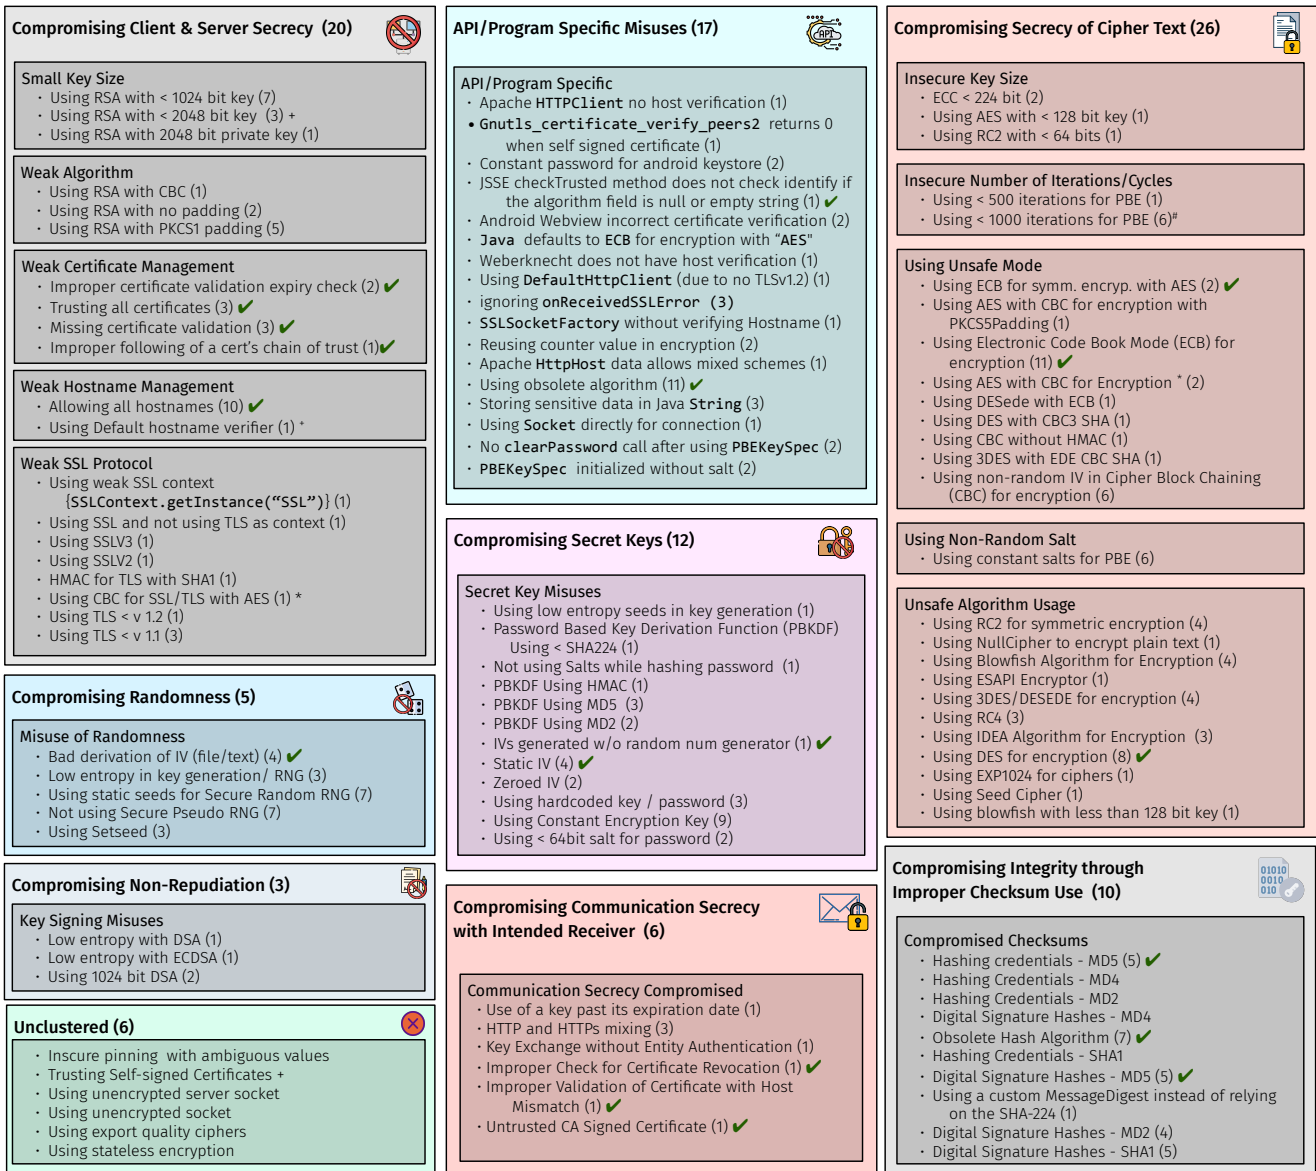 Compromising Client & Server Secrecy (20)
Small Key Size
· Using RSA with < 1024 bit key (7)
· Using RSA with < 2048 bit key (3) +
· Using RSA with 2048 bit private key (1)
Weak Algorithm
· Using RSA with CBC (1)
· Using RSA with no padding (2)
· Using RSA with PKCS1 padding (5)
Weak Certificate Management
· Improper certificate validation expiry check (2) ✔
· Trusting all certificates (3) ✔
· Missing certificate validation (3) ✔
· Improper following of a cert's chain of trust (1)✔
Weak Hostname Management
· Allowing all hostnames (10) ✔
· Using Default hostname verifier (1) +
Weak SSL Protocol
· Using weak SSL context
{SSLContext.getInstance(“SSL”)} (1)
· Using SSL and not using TLS as context (1)
· Using SSLV3 (1)
· Using SSLV2 (1)
· HMAC for TLS with SHA1 (1)
· Using CBC for SSL/TLS with AES (1) *
· Using TLS < v 1.2 (1)
· Using TLS < v 1.1 (3)
Compromising Randomness (5)
Misuse of Randomness
· Bad derivation of IV (file/text) (4) ✔
· Low entropy in key generation/ RNG (3)
· Using static seeds for Secure Random RNG (7)
· Not using Secure Pseudo RNG (7)
· Using Setseed (3)
Compromising Non-Repudiation (3)
Key Signing Misuses
· Low entropy with DSA (1)
· Low entropy with ECDSA (1)
· Using 1024 bit DSA (2)
Unclustered (6)
· Inscure pinning with ambiguous values
· Trusting Self-signed Certificates +
· Using unencrypted server socket
· Using unencrypted socket
· Using export quality ciphers
· Using stateless encryption
API/Program Specific Misuses (17)
API
API/Program Specific
· Apache HTTPClient no host verification (1)
• Gnutls_certificate_verify_peers2 returns 0
when self signed certificate (1)
· Constant password for android keystore (2)
· JSSE checkTrusted method does not check identify if
the algorithm field is null or empty string (1) ✔
· Android Webview incorrect certificate verification (2)
· Java defaults to ECB for encryption with “AES"
· Weberknecht does not have host verification (1)
· Using DefaultHttpClient (due to no TLSv1.2) (1)
· ignoring onReceivedSSLError (3)
· SSLSocketFactory without verifying Hostname (1)
· Reusing counter value in encryption (2)
· Apache HttpHost data allows mixed schemes (1)
· Using obsolete algorithm (11) ✔
· Storing sensitive data in Java String (3)
· Using Socket directly for connection (1)
· No clearPassword call after using PBEKeySpec (2)
· PBEKeySpec initialized without salt (2)
Compromising Secret Keys (12)
Secret Key Misuses
· Using low entropy seeds in key generation (1)
· Password Based Key Derivation Function (PBKDF)
Using < SHA224 (1)
· Not using Salts while hashing password (1)
· PBKDF Using HMAC (1)
· PBKDF Using MD5 (3)
· PBKDF Using MD2 (2)
· IVs generated w/o random num generator (1) ✔
· Static IV (4) ✔
· Zeroed IV (2)
· Using hardcoded key / password (3)
· Using Constant Encryption Key (9)
· Using < 64bit salt for password (2)
Compromising Communication Secrecy
with Intended Receiver (6)
Communication Secrecy Compromised
· Use of a key past its expiration date (1)
· HTTP and HTTPs mixing (3)
· Key Exchange without Entity Authentication (1)
· Improper Check for Certificate Revocation (1) ✔
· Improper Validation of Certificate with Host
Mismatch (1) ✔
· Untrusted CA Signed Certificate (1) ✔
Compromising Secrecy of Cipher Text (26)
Insecure Key Size
· ECC < 224 bit (2)
· Using AES with < 128 bit key (1)
· Using RC2 with < 64 bits (1)
Insecure Number of Iterations/Cycles
· Using < 500 iterations for PBE (1)
· Using < 1000 iterations for PBE (6)#
Using Unsafe Mode
· Using ECB for symm. encryp. with AES (2) ✔
· Using AES with CBC for encryption with
PKCS5Padding (1)
· Using Electronic Code Book Mode (ECB) for
encryption (11) ✔
· Using AES with CBC for Encryption * (2)
· Using DESede with ECB (1)
· Using DES with CBC3 SHA (1)
· Using CBC without HMAC (1)
· Using 3DES with EDE CBC SHA (1)
· Using non-random IV in Cipher Block Chaining
(CBC) for encryption (6)
Using Non-Random Salt
· Using constant salts for PBE (6)
Unsafe Algorithm Usage
· Using RC2 for symmetric encryption (4)
· Using NullCipher to encrypt plain text (1)
· Using Blowfish Algorithm for Encryption (4)
· Using ESAPI Encryptor (1)
· Using 3DES/DESEDE for encryption (4)
· Using RC4 (3)
· Using IDEA Algorithm for Encryption (3)
· Using DES for encryption (8) ✔
· Using EXP1024 for ciphers (1)
· Using Seed Cipher (1)
· Using blowfish with less than 128 bit key (1)
Compromising Integrity through
Improper Checksum Use (10)
01010
0010
010
Compromised Checksums
· Hashing credentials - MD5 (5) ✔
· Hashing Credentials - MD4
· Hashing Credentials - MD2
· Digital Signature Hashes - MD4
· Obsolete Hash Algorithm (7) ✔
· Hashing Credentials - SHA1
· Digital Signature Hashes - MD5 (5) ✔
· Using a custom MessageDigest instead of relying
on the SHA-224 (1)
· Digital Signature Hashes - MD2 (4)
· Digital Signature Hashes - SHA1 (5)